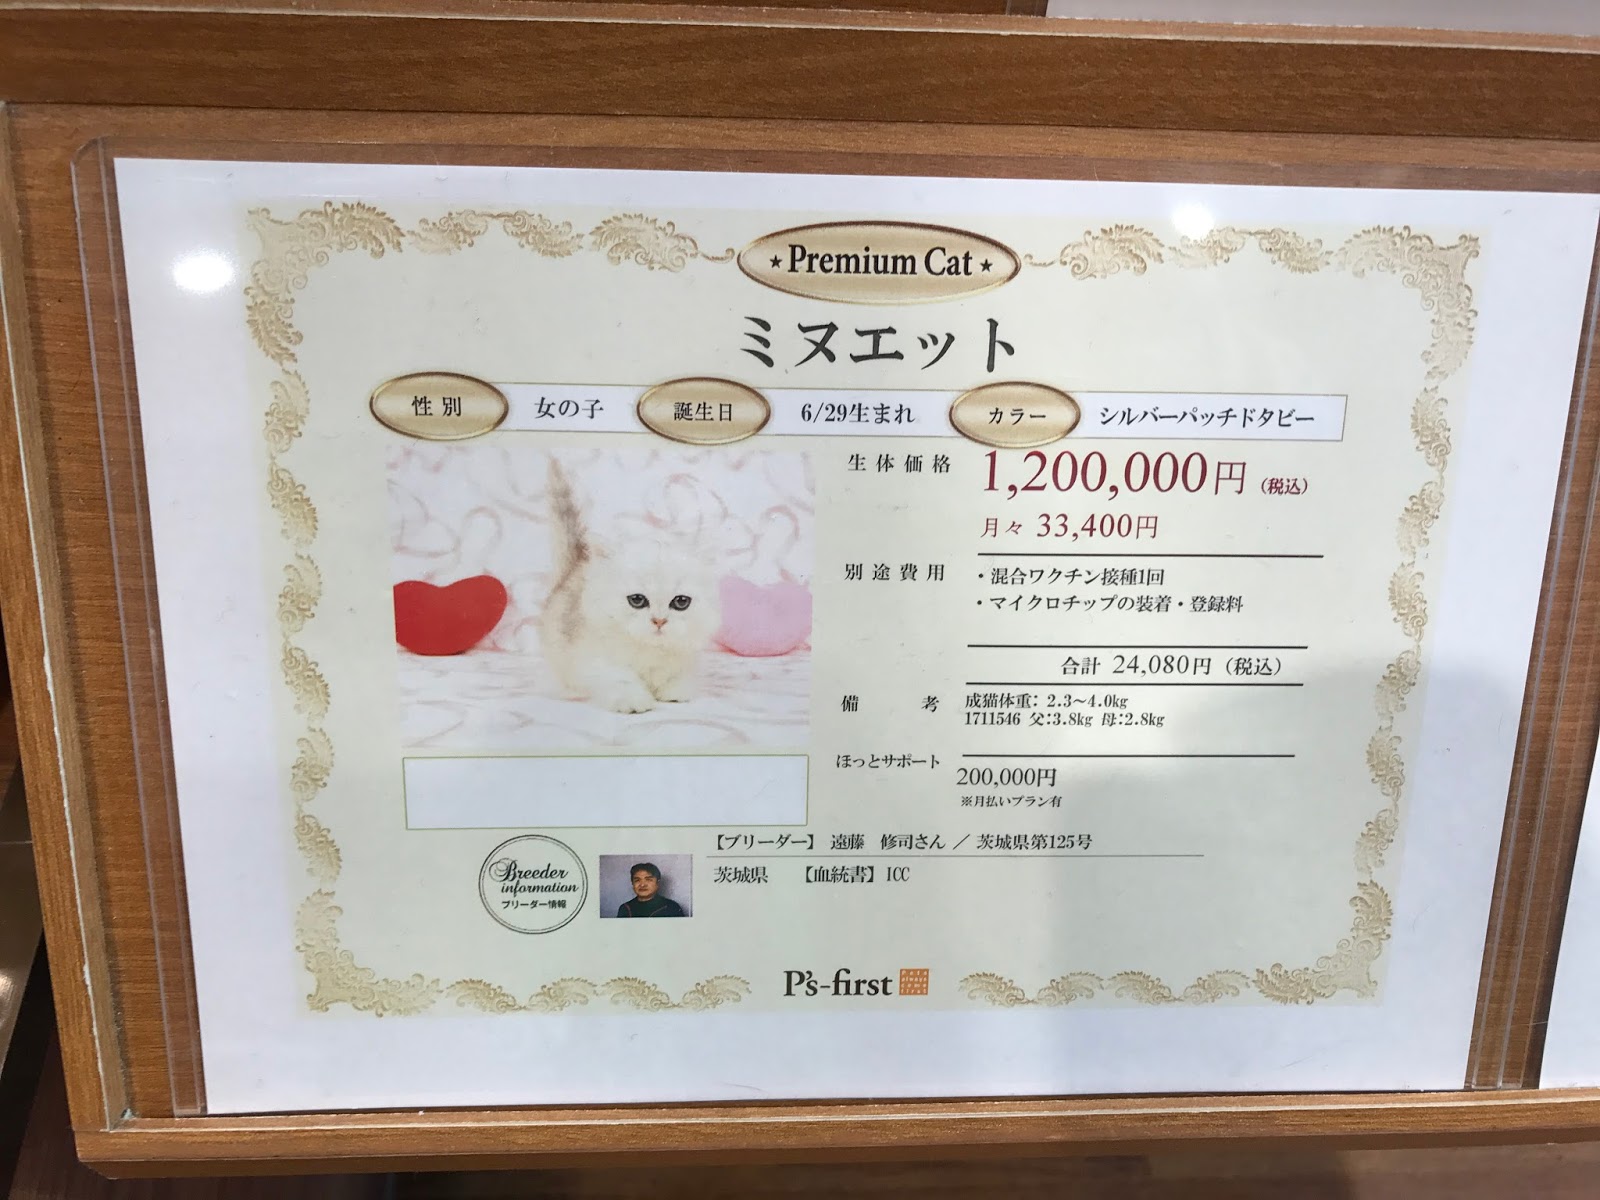 ★Premium Cat★
ミヌエット
性別 女の子 誕生日 6/29生まれ カラー シルバーパッチドタビー
生体価格 1,200,000円(税込)
月々 33,400円
別途費用 ・混合ワクチン接種1回
・マイクロチップの装着・登録料
合計 24,080円(税込)
備考 成猫体重: 2.3～4.0kg
1711546 父:3.8kg 母:2.8kg
ほっとサポート 200,000円
※月払いプラン有
【ブリーダー】 遠藤 修司さん ／ 茨城県第125号
茨城県 【血統書】ICC
Breeder
information
ブリーダー情報
P's-first